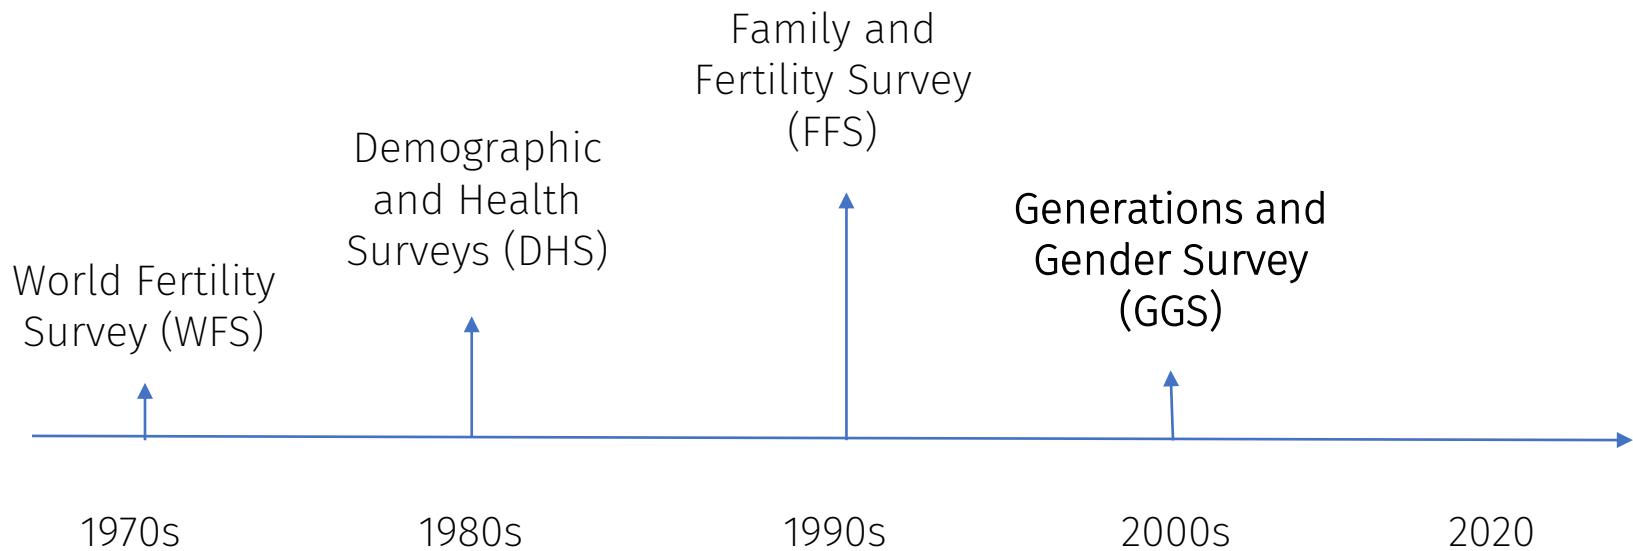 Family and
Fertility Survey
(FFS)
Demographic
and Health
Surveys (DHS)
Generations and
Gender Survey
(GGS)
World Fertility
Survey (WFS)
1970s
1980s
1990s
2000s
2020